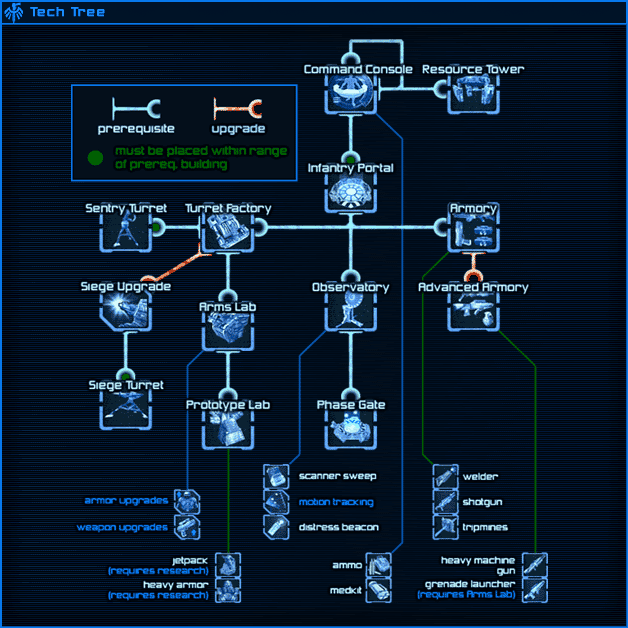 Tech Tree
Command Console
Resource Tower
prerequisite
upgrade
must be placed within range
of prereq. building
Infantry Portal
Sentry Turret
Turret Factory
Armory
Siege Upgrade
Arms Lab
Observatory
Advanced Armory
Siege Turret
Prototype Lab
Phase Gate
armor upgrades
weapon upgrades
scanner sweep
motion tracking
distress beacon
welder
shotgun
tripmines
jetpack
(requires research)
heavy armor
(requires research)
ammo
medkit
heavy machine
gun
grenade launcher
(requires Arms Lab)